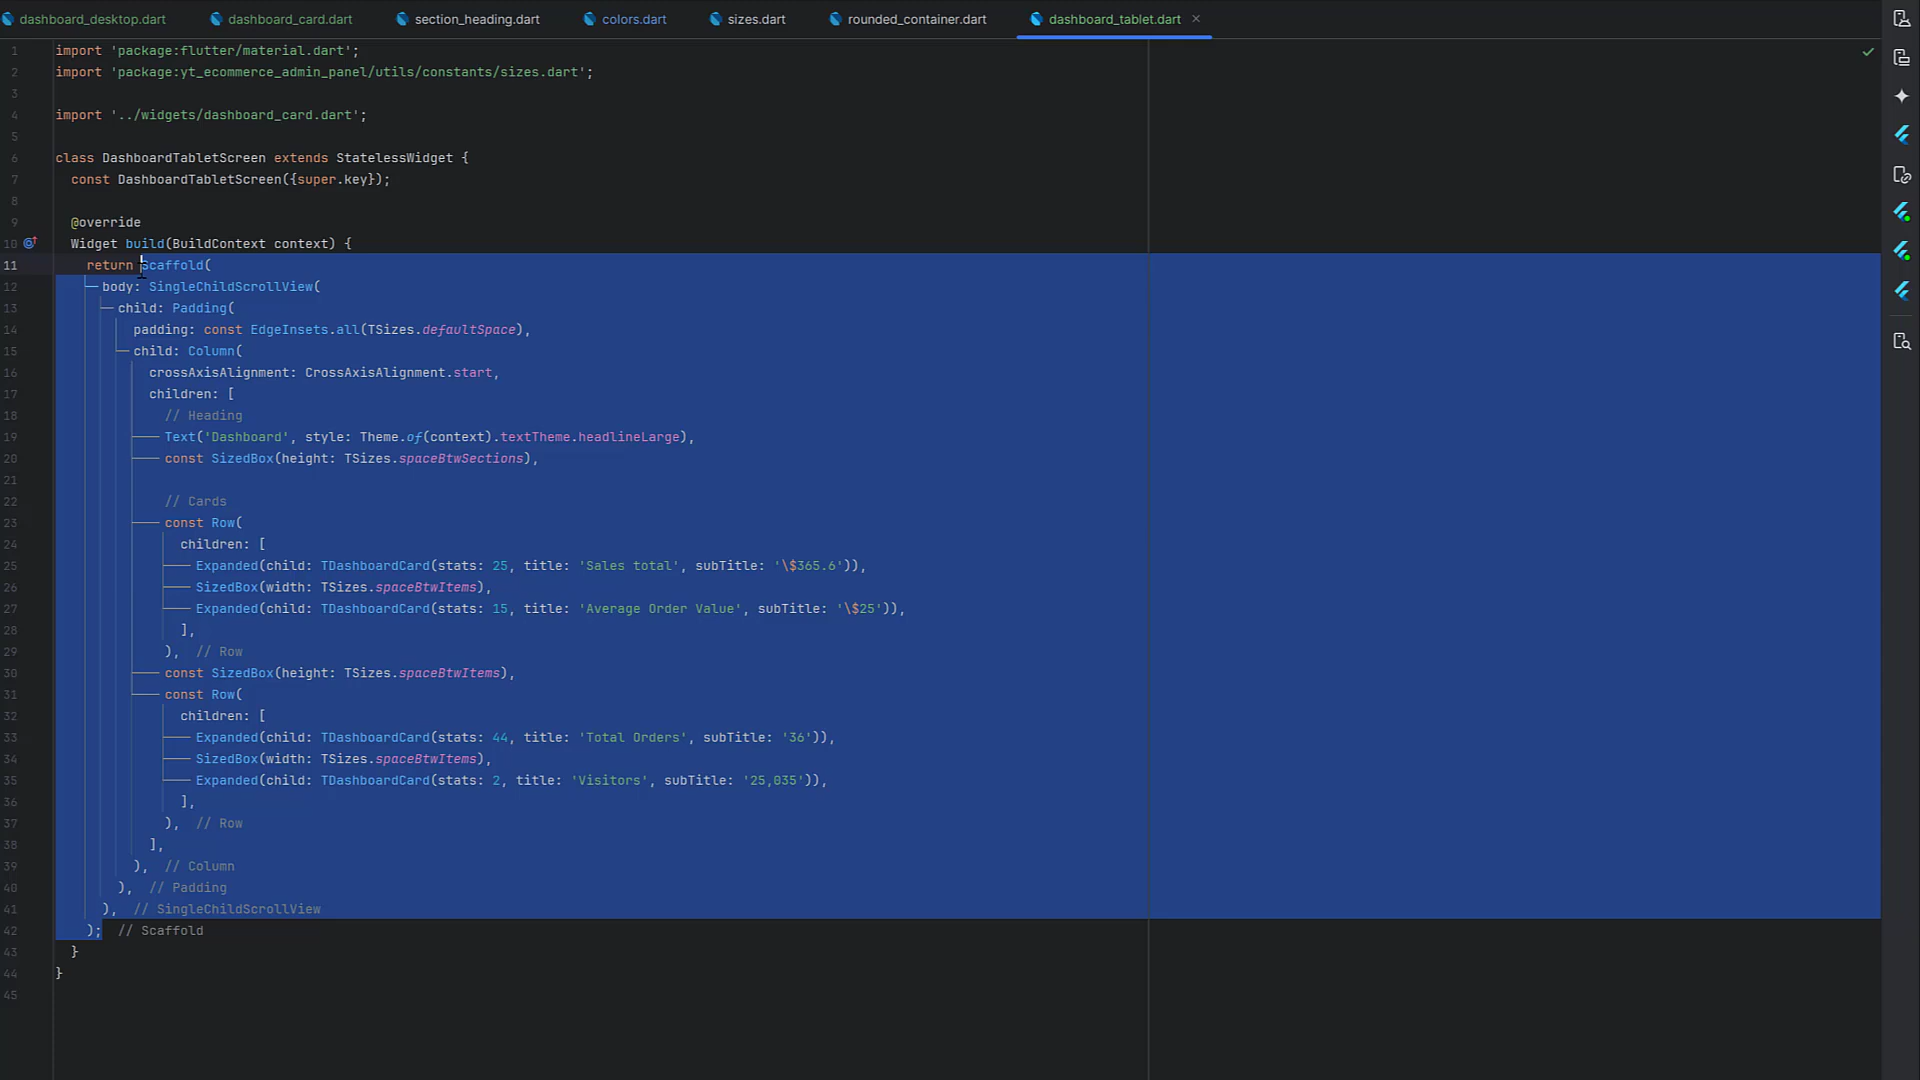 dashboard_desktop.dart dashboard_card.dart section_heading.dart colors.dart sizes.dart rounded_container.dart dashboard_tablet.dart
1 import 'package:flutter/material.dart';
2 import 'package:yt_ecommerce_admin_panel/utils/constants/sizes.dart';
3
4 import '../widgets/dashboard_card.dart';
5
6 class DashboardTabletScreen extends StatelessWidget {
7   const DashboardTabletScreen({super.key});
8
9   @override
10   Widget build(BuildContext context) {
11     return Scaffold(
12       body: SingleChildScrollView(
13         child: Padding(
14           padding: const EdgeInsets.all(TSizes.defaultSpace),
15           child: Column(
16             crossAxisAlignment: CrossAxisAlignment.start,
17             children: [
18               // Heading
19               Text('Dashboard', style: Theme.of(context).textTheme.headlineLarge),
20               const SizedBox(height: TSizes.spaceBtwSections),
21
22               // Cards
23               const Row(
24                 children: [
25                   Expanded(child: TDashboardCard(stats: 25, title: 'Sales total', subTitle: '\$365.6')),
26                   SizedBox(width: TSizes.spaceBtwItems),
27                   Expanded(child: TDashboardCard(stats: 15, title: 'Average Order Value', subTitle: '\$25')),
28                 ],
29               ), // Row
30               const SizedBox(height: TSizes.spaceBtwItems),
31               const Row(
32                 children: [
33                   Expanded(child: TDashboardCard(stats: 44, title: 'Total Orders', subTitle: '36')),
34                   SizedBox(width: TSizes.spaceBtwItems),
35                   Expanded(child: TDashboardCard(stats: 2, title: 'Visitors', subTitle: '25,035')),
36                 ],
37               ), // Row
38             ],
39           ), // Column
40         ), // Padding
41       ), // SingleChildScrollView
42     ); // Scaffold
43   }
44 }
45